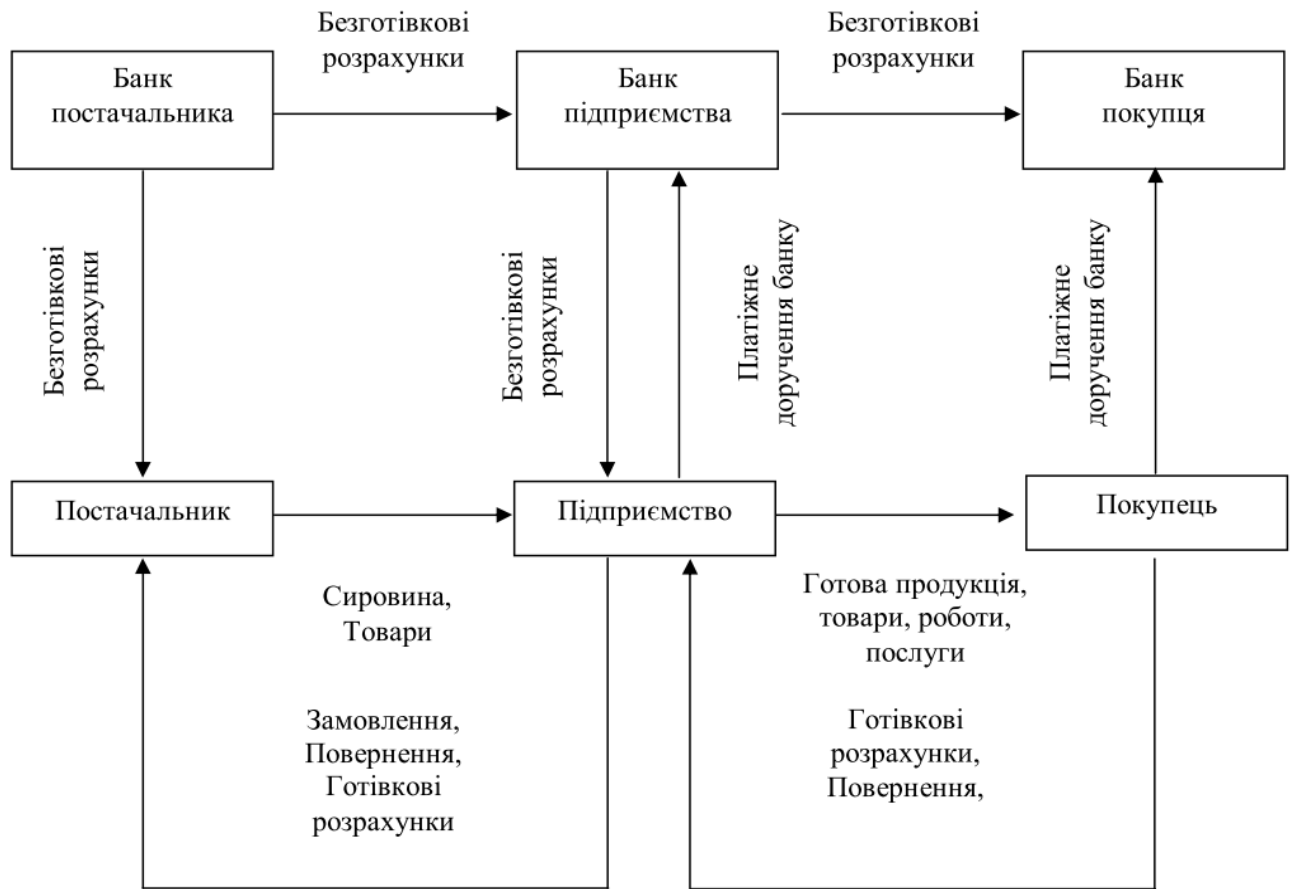 Безготівкові
розрахунки
Безготівкові
розрахунки
Банк
постачальника
Банк
підприємства
Банк
покупця
Безготівкові
розрахунки
Безготівкові
розрахунки
Платіжне
доручення банку
Платіжне
доручення банку
Постачальник
Підприємство
Покупець
Сировина,
Товари
Готова продукція,
товари, роботи,
послуги
Замовлення,
Повернення,
Готівкові
розрахунки
Готівкові
розрахунки,
Повернення,